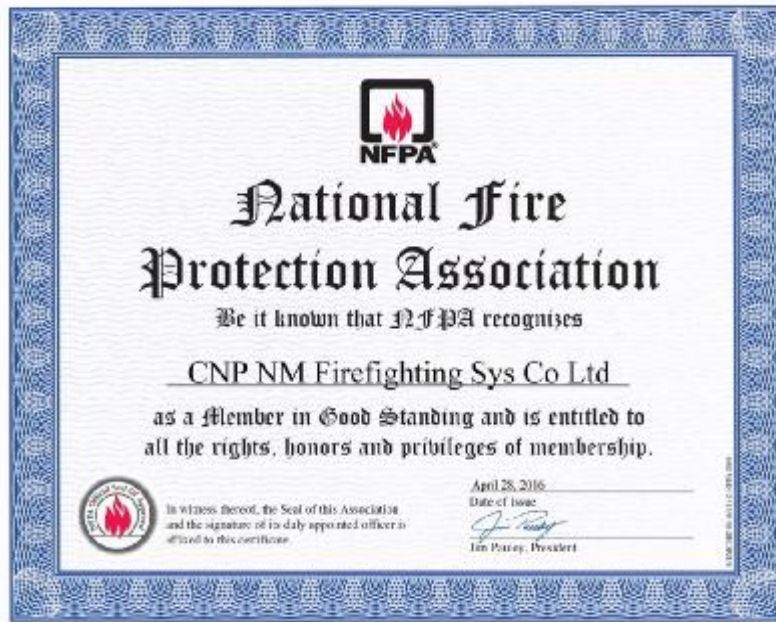 NFPA
National Fire
Protection Association
Be it known that NFPA recognizes
CNP NM Firefighting Sys Co Ltd
as a Member in Good Standing and is entitled to
all the rights, honors and privileges of membership.
April 28, 2016
Date of issue
In witness thereof, the Seal of this Association
and the signature of its duly appointed officer is
affixed to this certificate.
Jim Pauley, President